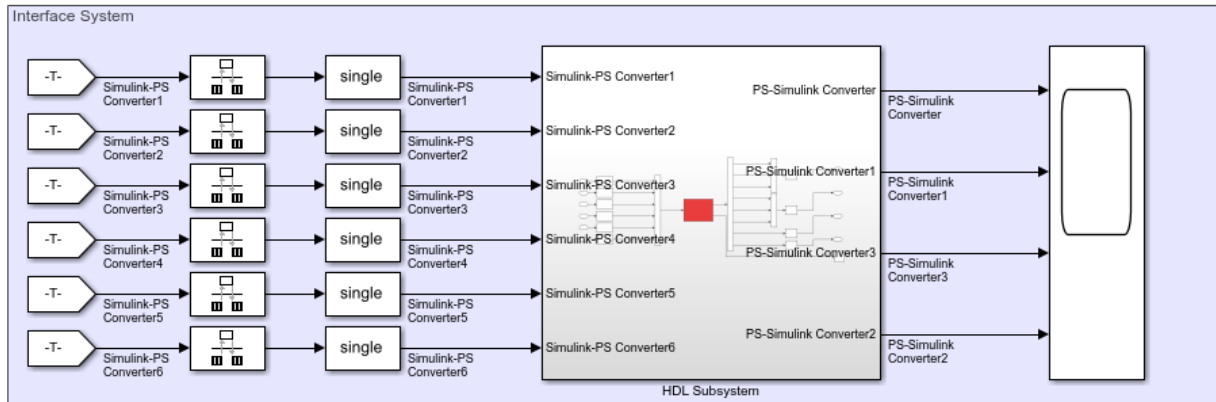 Interface System
-T-
Simulink-PS
Converter1
single
Simulink-PS
Converter1
Simulink-PS Converter1
PS-Simulink Converter
PS-Simulink
Converter
-T-
Simulink-PS
Converter2
single
Simulink-PS
Converter2
Simulink-PS Converter2
-T-
Simulink-PS
Converter3
single
Simulink-PS
Converter3
Simulink-PS Converter3
PS-Simulink Converter1
PS-Simulink
Converter1
-T-
Simulink-PS
Converter4
single
Simulink-PS
Converter4
Simulink-PS Converter4
PS-Simulink Converter3
PS-Simulink
Converter3
-T-
Simulink-PS
Converter5
single
Simulink-PS
Converter5
Simulink-PS Converter5
-T-
Simulink-PS
Converter6
single
Simulink-PS
Converter6
Simulink-PS Converter6
PS-Simulink Converter2
PS-Simulink
Converter2
HDL Subsystem